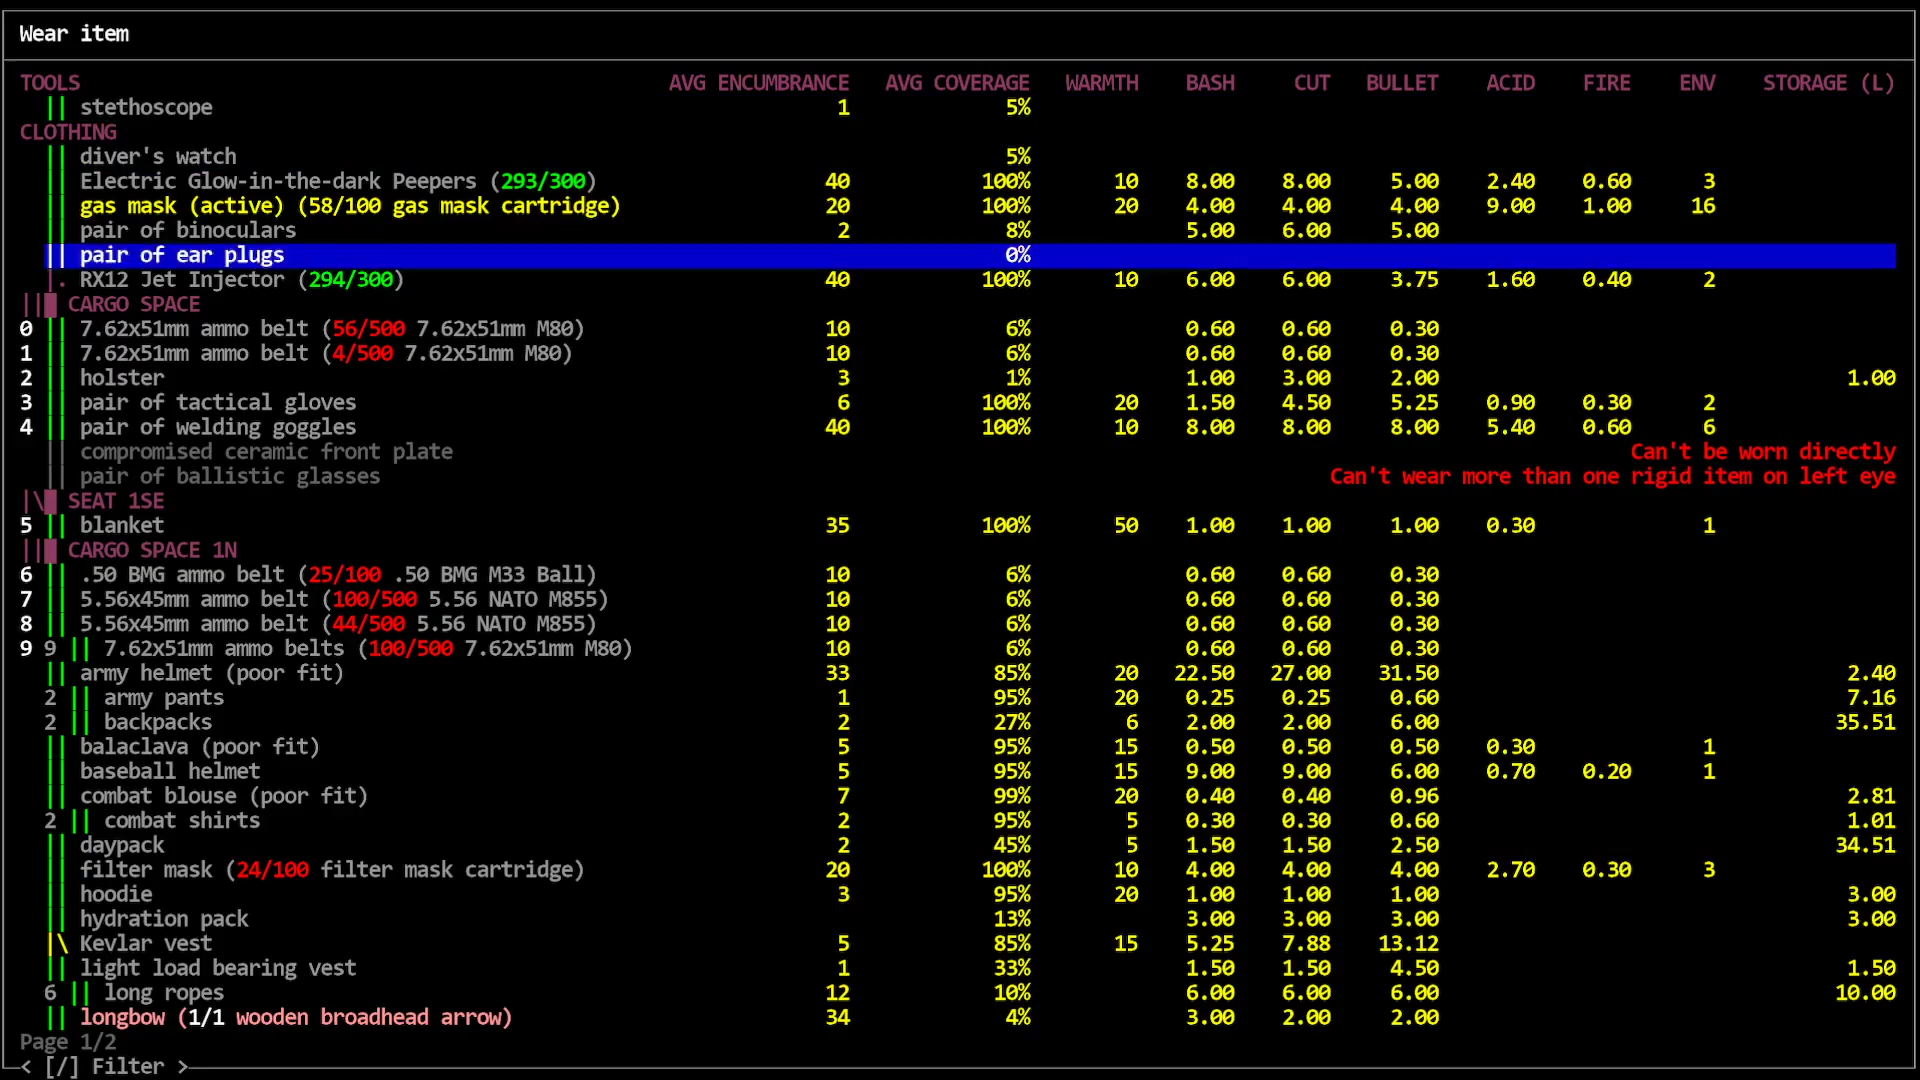 Wear item
TOOLS AVG ENCUMBRANCE AVG COVERAGE WARMTH BASH CUT BULLET ACID FIRE ENV STORAGE (L)
|| stethoscope 1 5%
CLOTHING
|| diver's watch 5%
|| Electric Glow-in-the-dark Peepers (293/300) 40 100% 10 8.00 8.00 5.00 2.40 0.60 3
|| gas mask (active) (58/100 gas mask cartridge) 20 100% 20 4.00 4.00 4.00 9.00 1.00 16
|| pair of binoculars 2 8% 5.00 6.00 5.00
|| pair of ear plugs 0%
|. RX12 Jet Injector (294/300) 40 100% 10 6.00 6.00 3.75 1.60 0.40 2
||█ CARGO SPACE
0 || 7.62x51mm ammo belt (56/500 7.62x51mm M80) 10 6% 0.60 0.60 0.30
1 || 7.62x51mm ammo belt (4/500 7.62x51mm M80) 10 6% 0.60 0.60 0.30
2 || holster 3 1% 1.00 3.00 2.00 1.00
3 || pair of tactical gloves 6 100% 20 1.50 4.50 5.25 0.90 0.30 2
4 || pair of welding goggles 40 100% 10 8.00 8.00 8.00 5.40 0.60 6
|| compromised ceramic front plate Can't be worn directly
|| pair of ballistic glasses Can't wear more than one rigid item on left eye
|\█ SEAT 1SE
5 || blanket 35 100% 50 1.00 1.00 1.00 0.30 1
||█ CARGO SPACE 1N
6 || .50 BMG ammo belt (25/100 .50 BMG M33 Ball) 10 6% 0.60 0.60 0.30
7 || 5.56x45mm ammo belt (100/500 5.56 NATO M855) 10 6% 0.60 0.60 0.30
8 || 5.56x45mm ammo belt (44/500 5.56 NATO M855) 10 6% 0.60 0.60 0.30
9 9 || 7.62x51mm ammo belts (100/500 7.62x51mm M80) 10 6% 0.60 0.60 0.30
|| army helmet (poor fit) 33 85% 20 22.50 27.00 31.50 2.40
2 || army pants 1 95% 20 0.25 0.25 0.60 7.16
2 || backpacks 2 27% 6 2.00 2.00 6.00 35.51
|| balaclava (poor fit) 5 95% 15 0.50 0.50 0.50 0.30 1
|| baseball helmet 5 95% 15 9.00 9.00 6.00 0.70 0.20 1
|| combat blouse (poor fit) 7 99% 20 0.40 0.40 0.96 2.81
2 || combat shirts 2 95% 5 0.30 0.30 0.60 1.01
|| daypack 2 45% 5 1.50 1.50 2.50 34.51
|| filter mask (24/100 filter mask cartridge) 20 100% 10 4.00 4.00 4.00 2.70 0.30 3
|| hoodie 3 95% 20 1.00 1.00 1.00 3.00
|| hydration pack 13% 3.00 3.00 3.00 3.00
|\ Kevlar vest 5 85% 15 5.25 7.88 13.12
|| light load bearing vest 1 33% 1.50 1.50 4.50 1.50
6 || long ropes 12 10% 6.00 6.00 6.00 10.00
|| longbow (1/1 wooden broadhead arrow) 34 4% 3.00 2.00 2.00
Page 1/2
< [/] Filter >